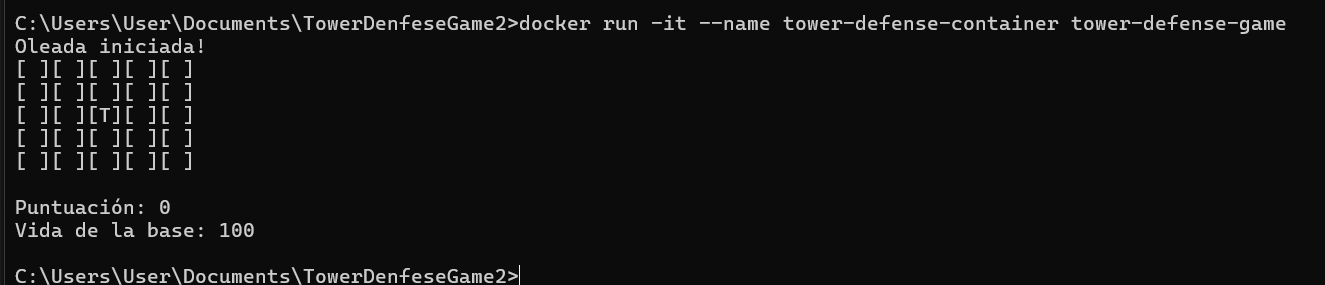 C:\Users\User\Documents\TowerDenfeseGame2>docker run -it --name tower-defense-container tower-defense-game
Oleada iniciada!
[ ][ ][ ][ ][ ]
[ ][ ][ ][ ][ ]
[ ][ ][T][ ][ ]
[ ][ ][ ][ ][ ]
[ ][ ][ ][ ][ ]
Puntuación: 0
Vida de la base: 100
C:\Users\User\Documents\TowerDenfeseGame2>